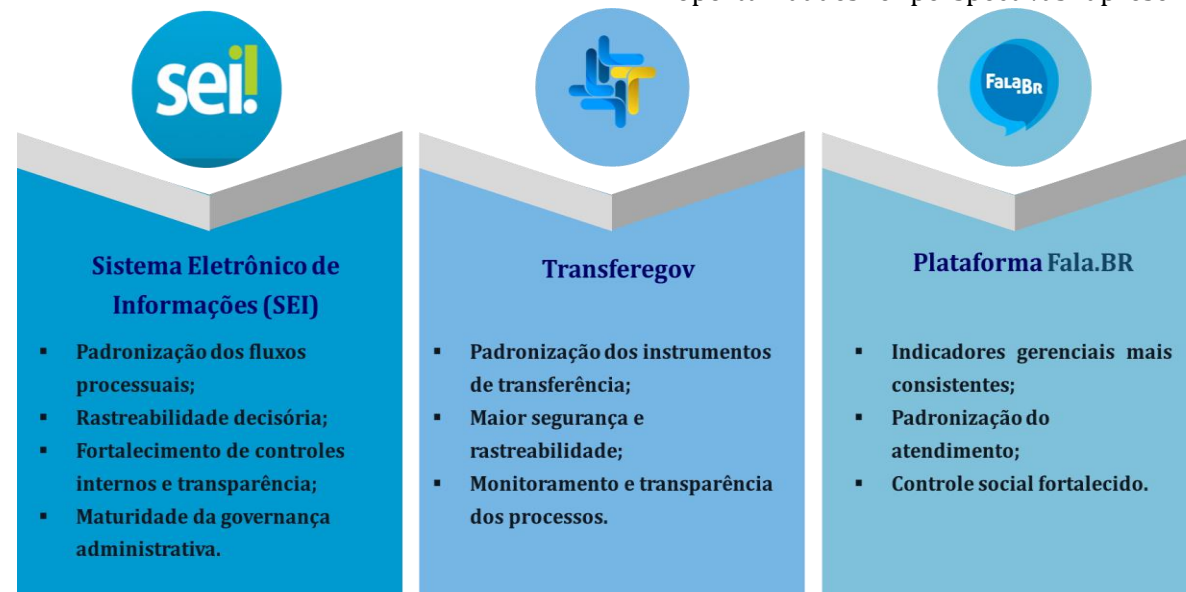 sei!
FALA.BR
Sistema Eletrônico de
Informações (SEI)
▪ Padronização dos fluxos
processuais;
▪ Rastreabilidade decisória;
▪ Fortalecimento de controles
internos e transparência;
▪ Maturidade da governança
administrativa.
Transferegov
▪ Padronização dos instrumentos
de transferência;
▪ Maior segurança e
rastreabilidade;
▪ Monitoramento e transparência
dos processos.
Plataforma Fala.BR
▪ Indicadores gerenciais mais
consistentes;
▪ Padronização do
atendimento;
▪ Controle social fortalecido.